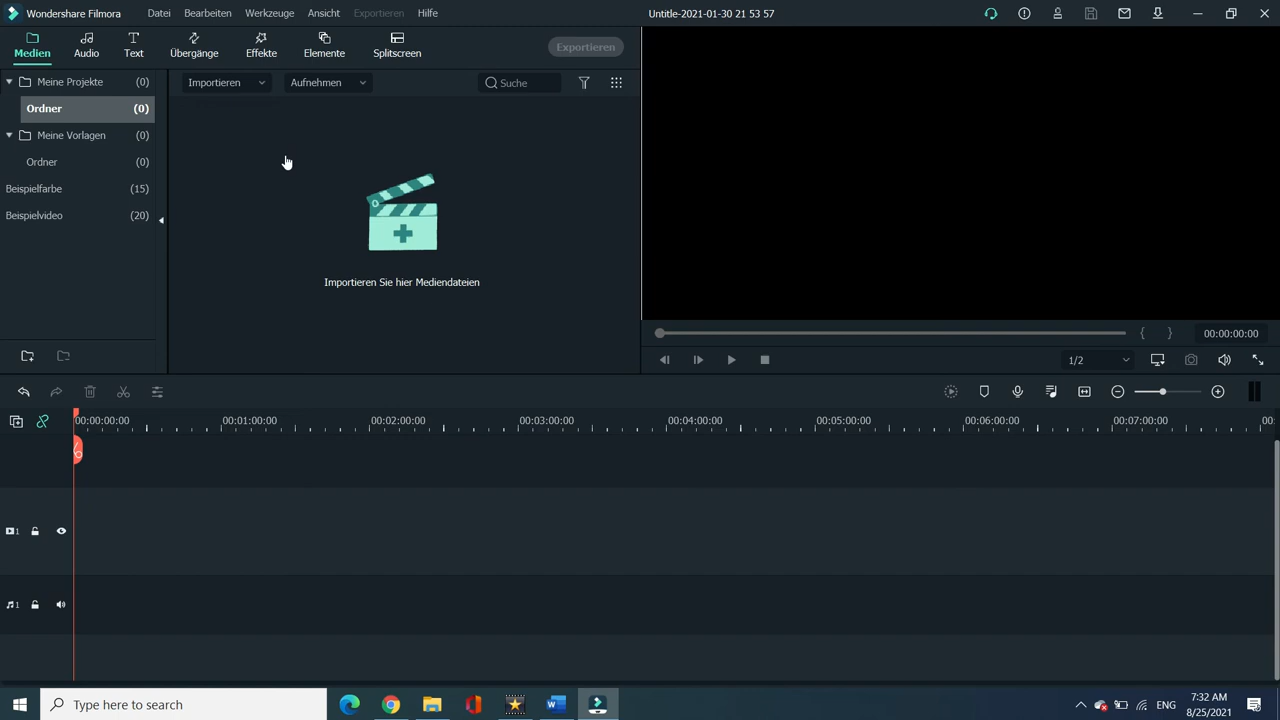 Wondershare Filmora Datei Bearbeiten Werkzeuge Ansicht Exportieren Hilfe Untitle-2021-01-30 21 53 57
Medien Audio Text Übergänge Effekte Elemente Splitscreen Exportieren
Meine Projekte (0)
Ordner (0)
Meine Vorlagen (0)
Ordner (0)
Beispielfarbe (15)
Beispielvideo (20)
Importieren Aufnehmen Suche
Importieren Sie hier Mediendateien
{ } 00:00:00:00
1/2
00:00:00:00 00:01:00:00 00:02:00:00 00:03:00:00 00:04:00:00 00:05:00:00 00:06:00:00 00:07:00:00 00:
1
1
Type here to search
ENG
7:32 AM
8/25/2021